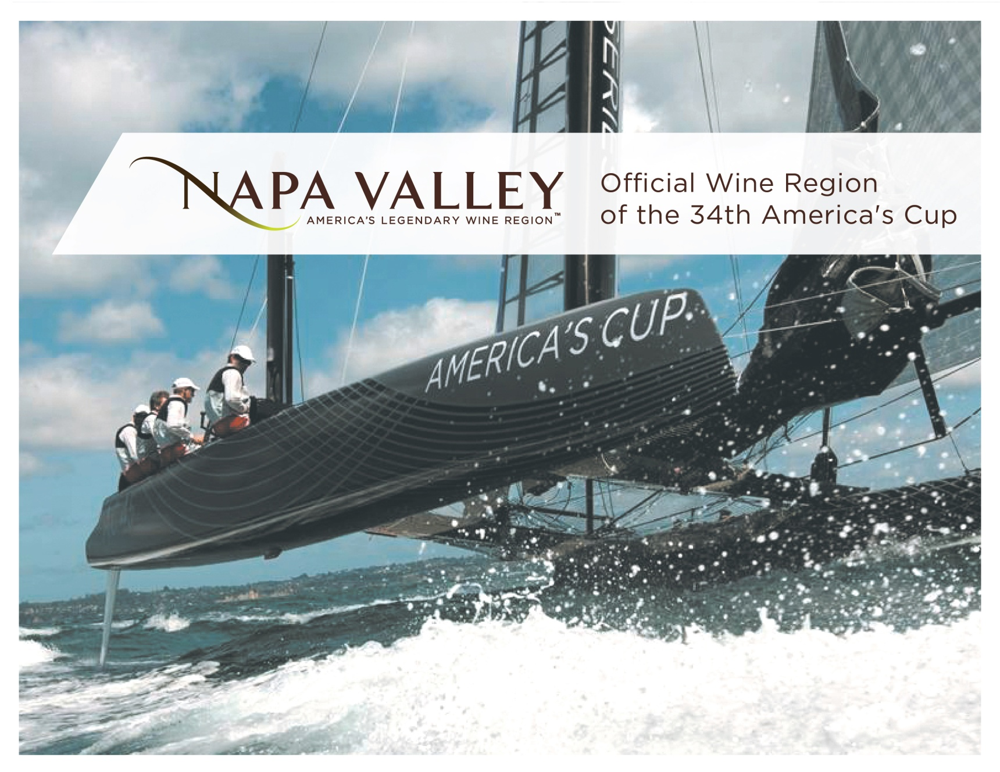 NAPA VALLEY
AMERICA'S LEGENDARY WINE REGION™
Official Wine Region
of the 34th America's Cup
AMERICA'S CUP